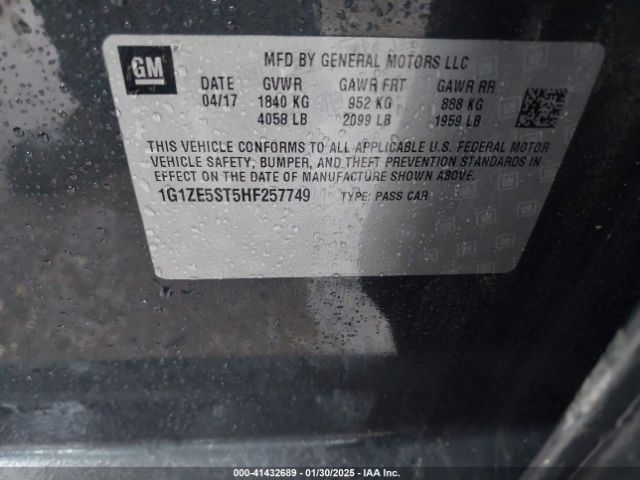 GM
MFD BY GENERAL MOTORS LLC
DATE GVWR GAWR FRT GAWR RR
04/17 1840 KG 952 KG 888 KG
4058 LB 2099 LB 1959 LB
THIS VEHICLE CONFORMS TO ALL APPLICABLE U.S. FEDERAL MOTOR
VEHICLE SAFETY, BUMPER, AND THEFT PREVENTION STANDARDS IN
EFFECT ON THE DATE OF MANUFACTURE SHOWN ABOVE.
1G1ZE5ST5HF257749 TYPE: PASS CAR
000-41432689 - 01/30/2025 - IAA Inc.